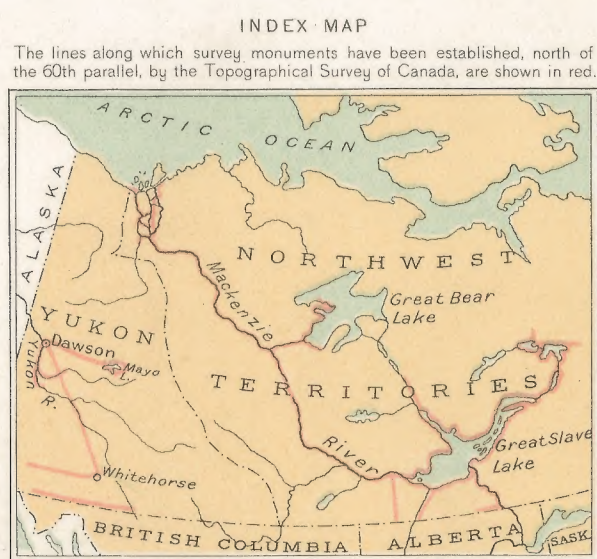 INDEX MAP
The lines along which survey monuments have been established, north of
the 60th parallel, by the Topographical Survey of Canada, are shown in red.
ARCTIC OCEAN
ALASKA
NORTHWEST
Mackenzie
Great Bear
Lake
YUKON
Dawson
Yukon
R.
Mayo
L.
TERRITORIES
River
Great Slave
Lake
Whitehorse
BRITISH COLUMBIA
ALBERTA
SASK.